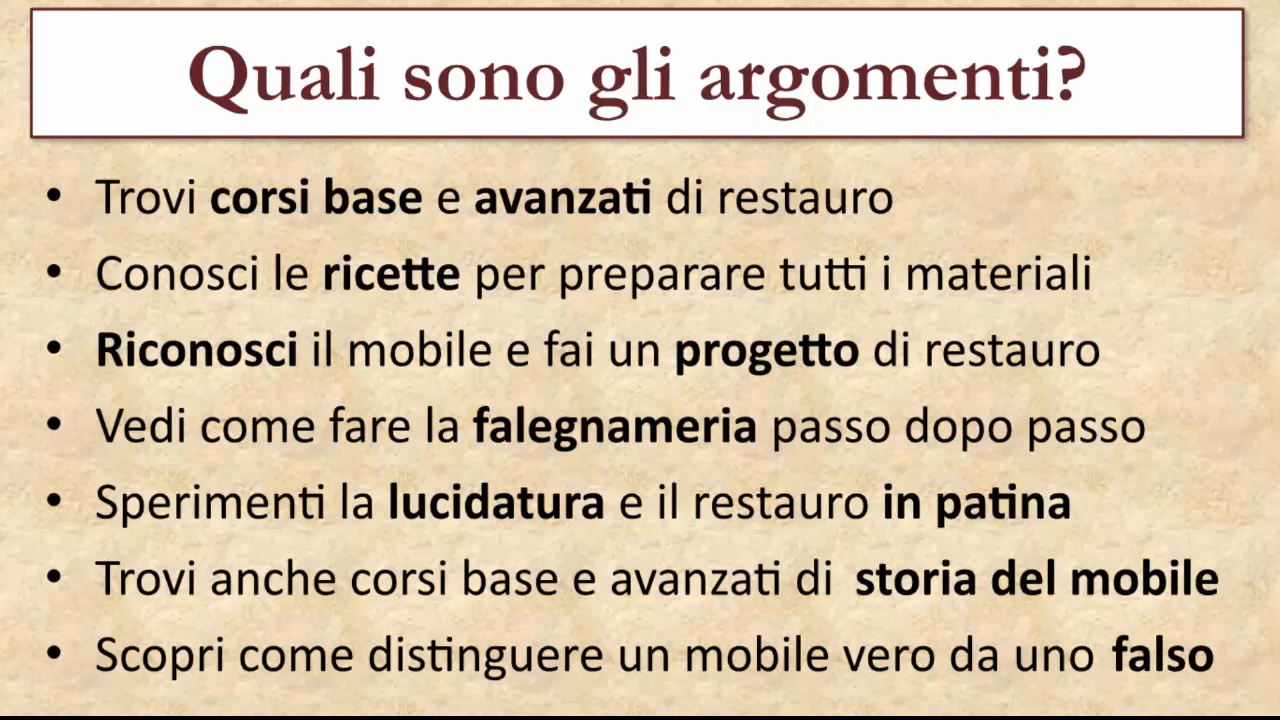 Quali sono gli argomenti?
• Trovi corsi base e avanzati di restauro
• Conosci le ricette per preparare tutti i materiali
• Riconosci il mobile e fai un progetto di restauro
• Vedi come fare la falegnameria passo dopo passo
• Sperimenti la lucidatura e il restauro in patina
• Trovi anche corsi base e avanzati di storia del mobile
• Scopri come distinguere un mobile vero da uno falso